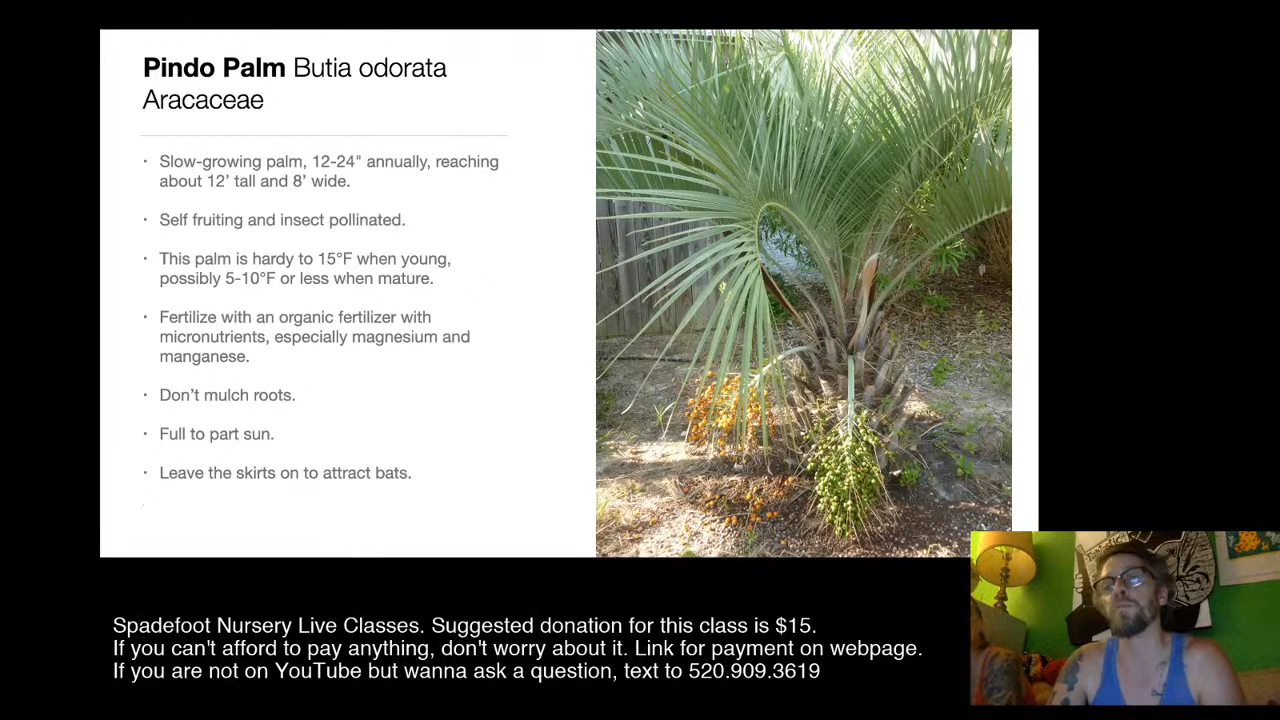 Pindo Palm Butia odorata
Aracaceae
· Slow-growing palm, 12-24" annually, reaching
about 12’ tall and 8’ wide.
· Self fruiting and insect pollinated.
· This palm is hardy to 15°F when young,
possibly 5-10°F or less when mature.
· Fertilize with an organic fertilizer with
micronutrients, especially magnesium and
manganese.
· Don’t mulch roots.
· Full to part sun.
· Leave the skirts on to attract bats.
Spadefoot Nursery Live Classes. Suggested donation for this class is $15.
If you can't afford to pay anything, don't worry about it. Link for payment on webpage.
If you are not on YouTube but wanna ask a question, text to 520.909.3619